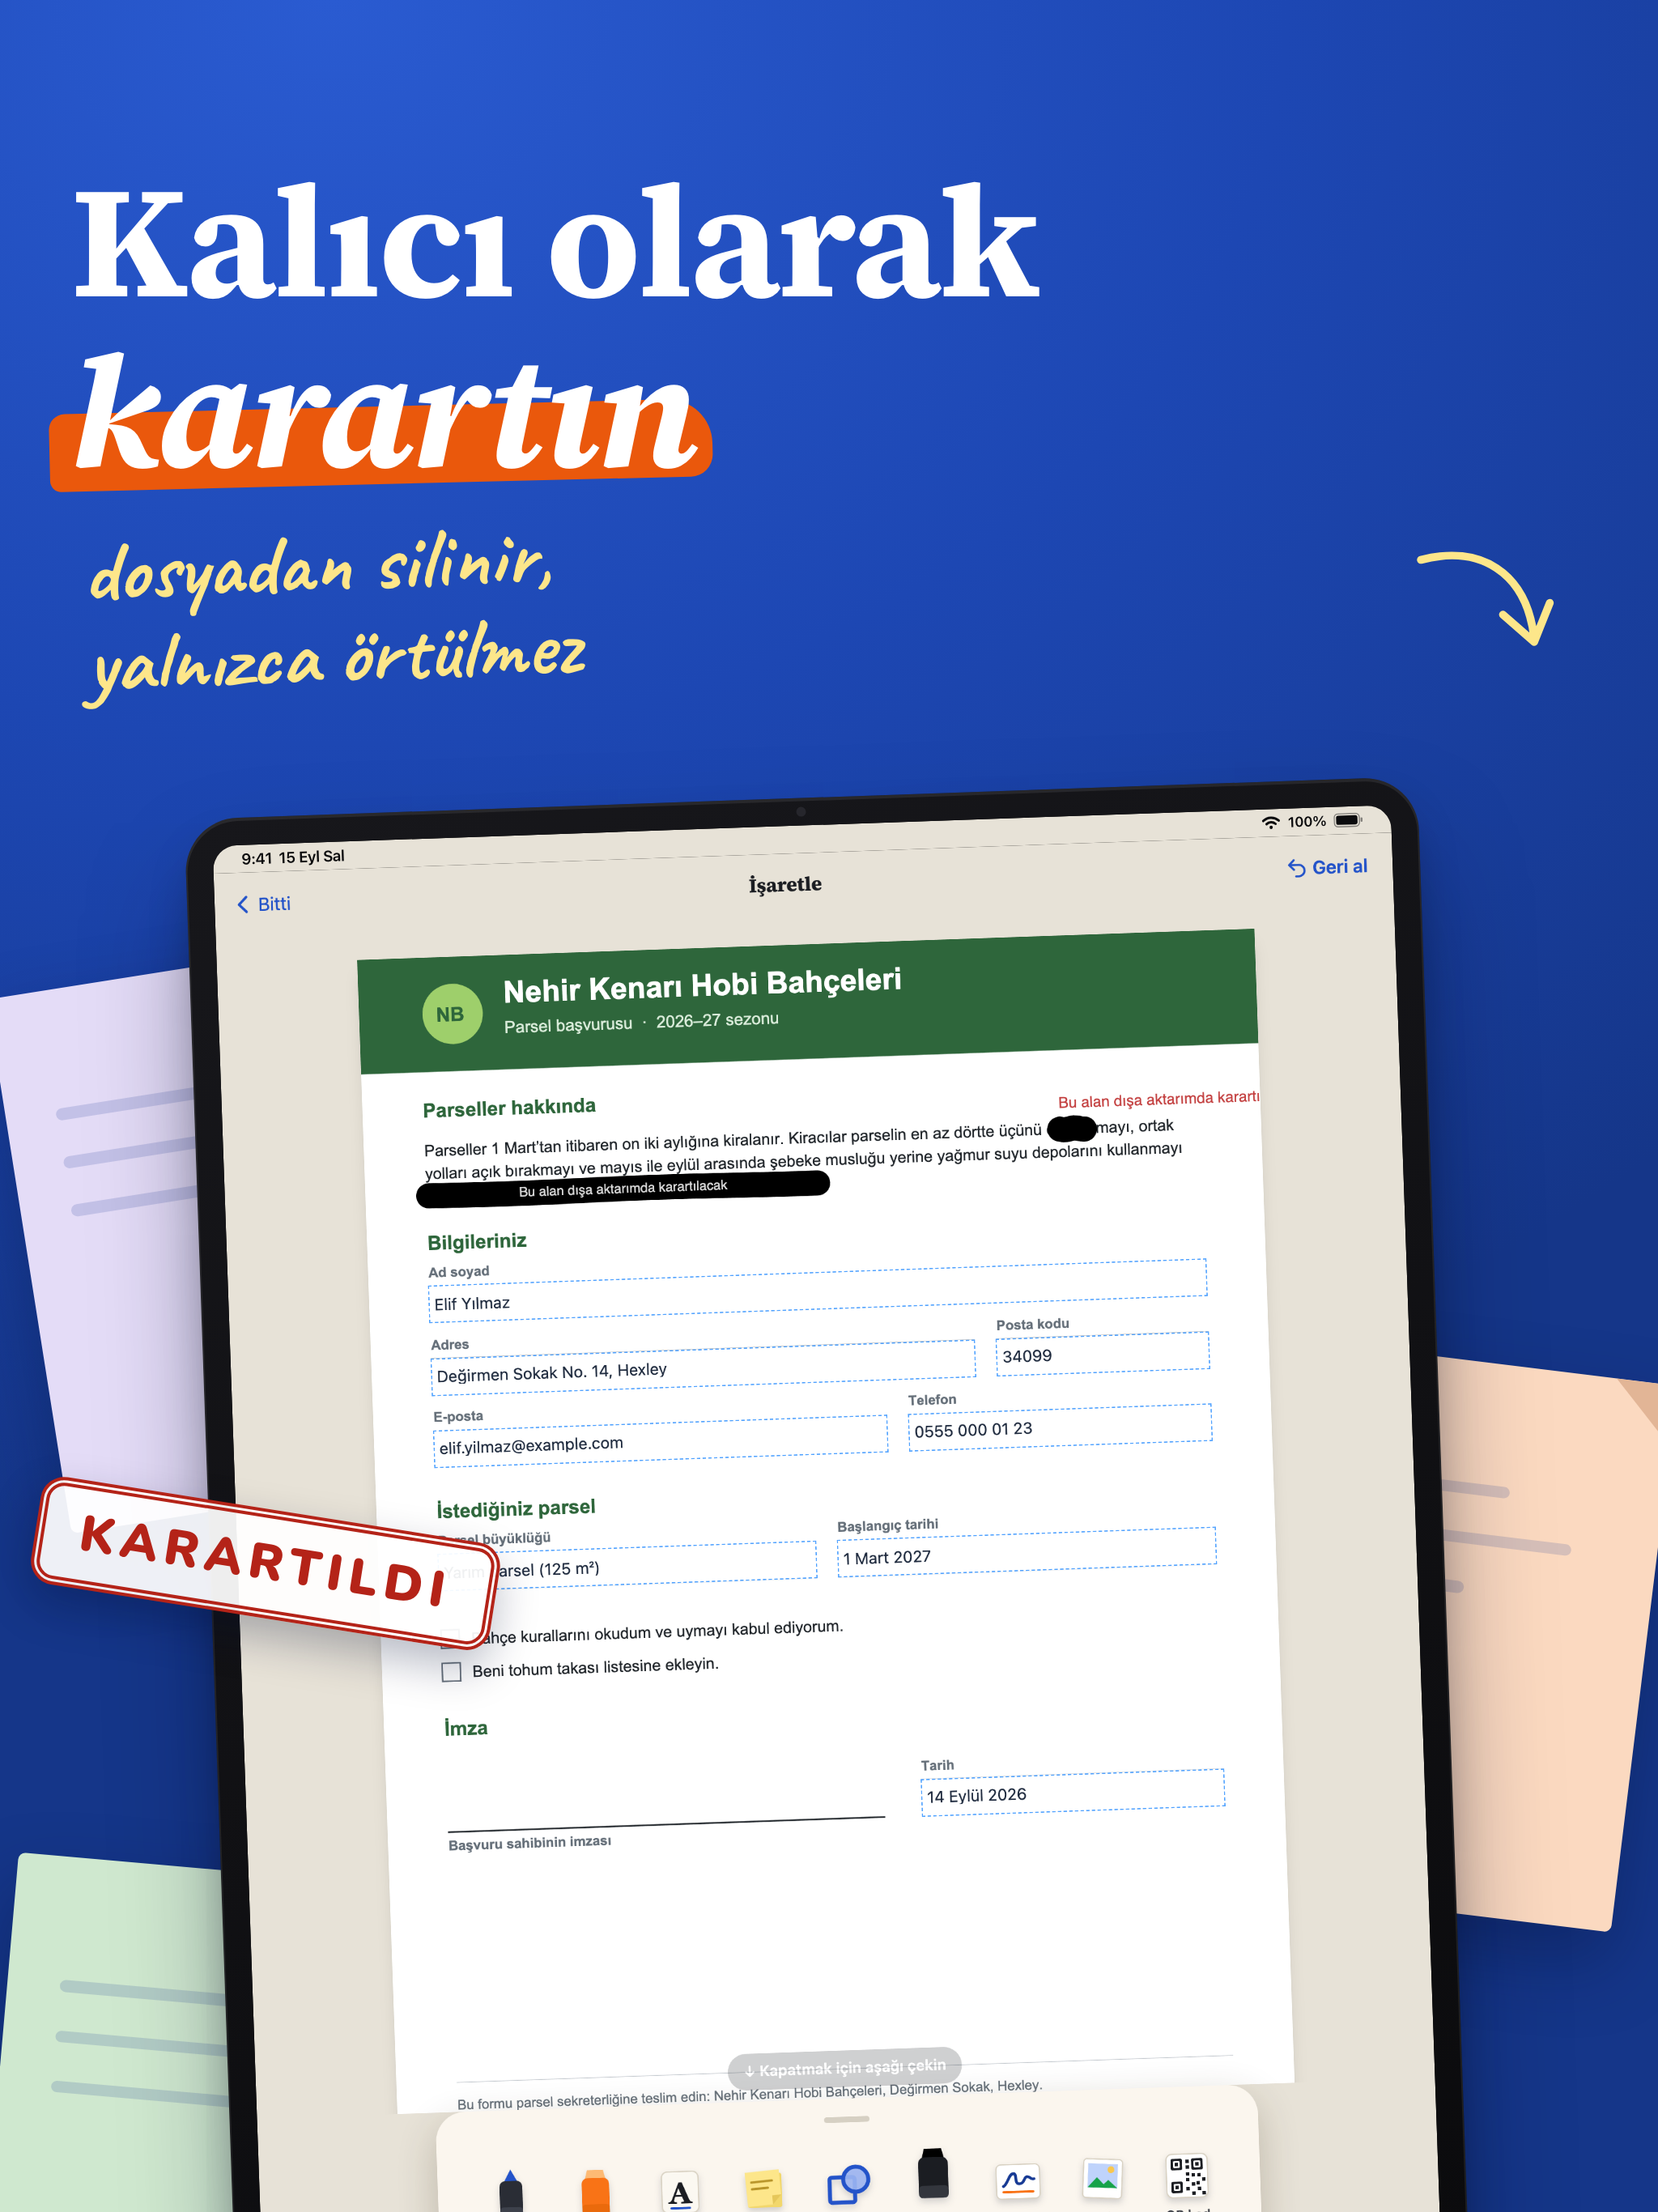 Kalıcı olarak
karartın
dosyadan silinir,
yalnızca örtülmez
9:41 15 Eyl Sal
100%
Bitti
İşaretle
Geri al
NB
Nehir Kenarı Hobi Bahçeleri
Parsel başvurusu · 2026–27 sezonu
Parseller hakkında
Bu alan dışa aktarımda karartı
Parseller 1 Mart'tan itibaren on iki aylığına kiralanır. Kiracılar parselin en az dörtte üçünü mayı, ortak
yolları açık bırakmayı ve mayıs ile eylül arasında şebeke musluğu yerine yağmur suyu depolarını kullanmayı
Bu alan dışa aktarımda karartılacak
Bilgileriniz
Ad soyad
Elif Yılmaz
Adres
Posta kodu
Değirmen Sokak No. 14, Hexley
34099
E-posta
Telefon
elif.yilmaz@example.com
0555 000 01 23
İstediğiniz parsel
büyüklüğü
Başlangıç tarihi
Yarım parsel (125 m²)
1 Mart 2027
KARARTILDI
ahçe kurallarını okudum ve uymayı kabul ediyorum.
Beni tohum takası listesine ekleyin.
İmza
Tarih
14 Eylül 2026
Başvuru sahibinin imzası
↓ Kapatmak için aşağı çekin
Bu formu parsel sekreterliğine teslim edin: Nehir Kenarı Hobi Bahçeleri, Değirmen Sokak, Hexley.
A